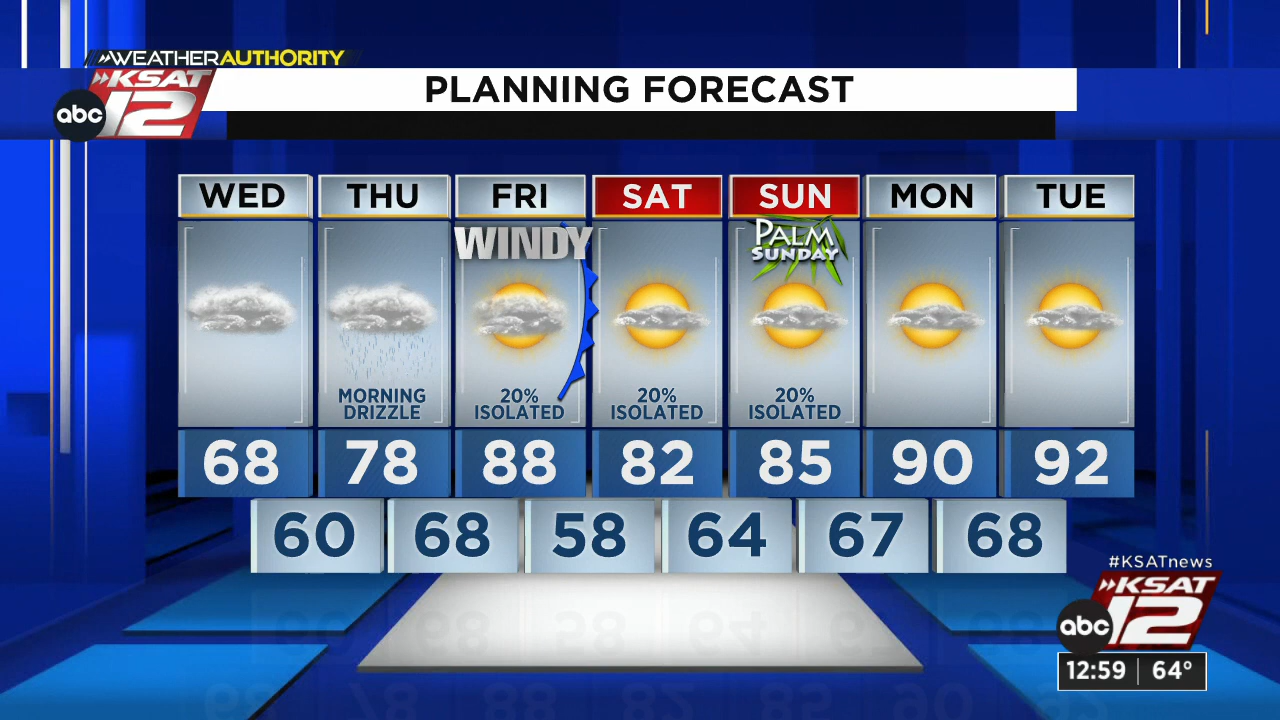 WEATHERAUTHORITY
KSAT
abc 12
PLANNING FORECAST
WED THU FRI SAT SUN MON TUE
WINDY
PALM
SUNDAY
MORNING
DRIZZLE
20%
ISOLATED
20%
ISOLATED
20%
ISOLATED
68 78 88 82 85 90 92
60 68 58 64 67 68
#KSATnews
KSAT
abc 12
12:59 64°